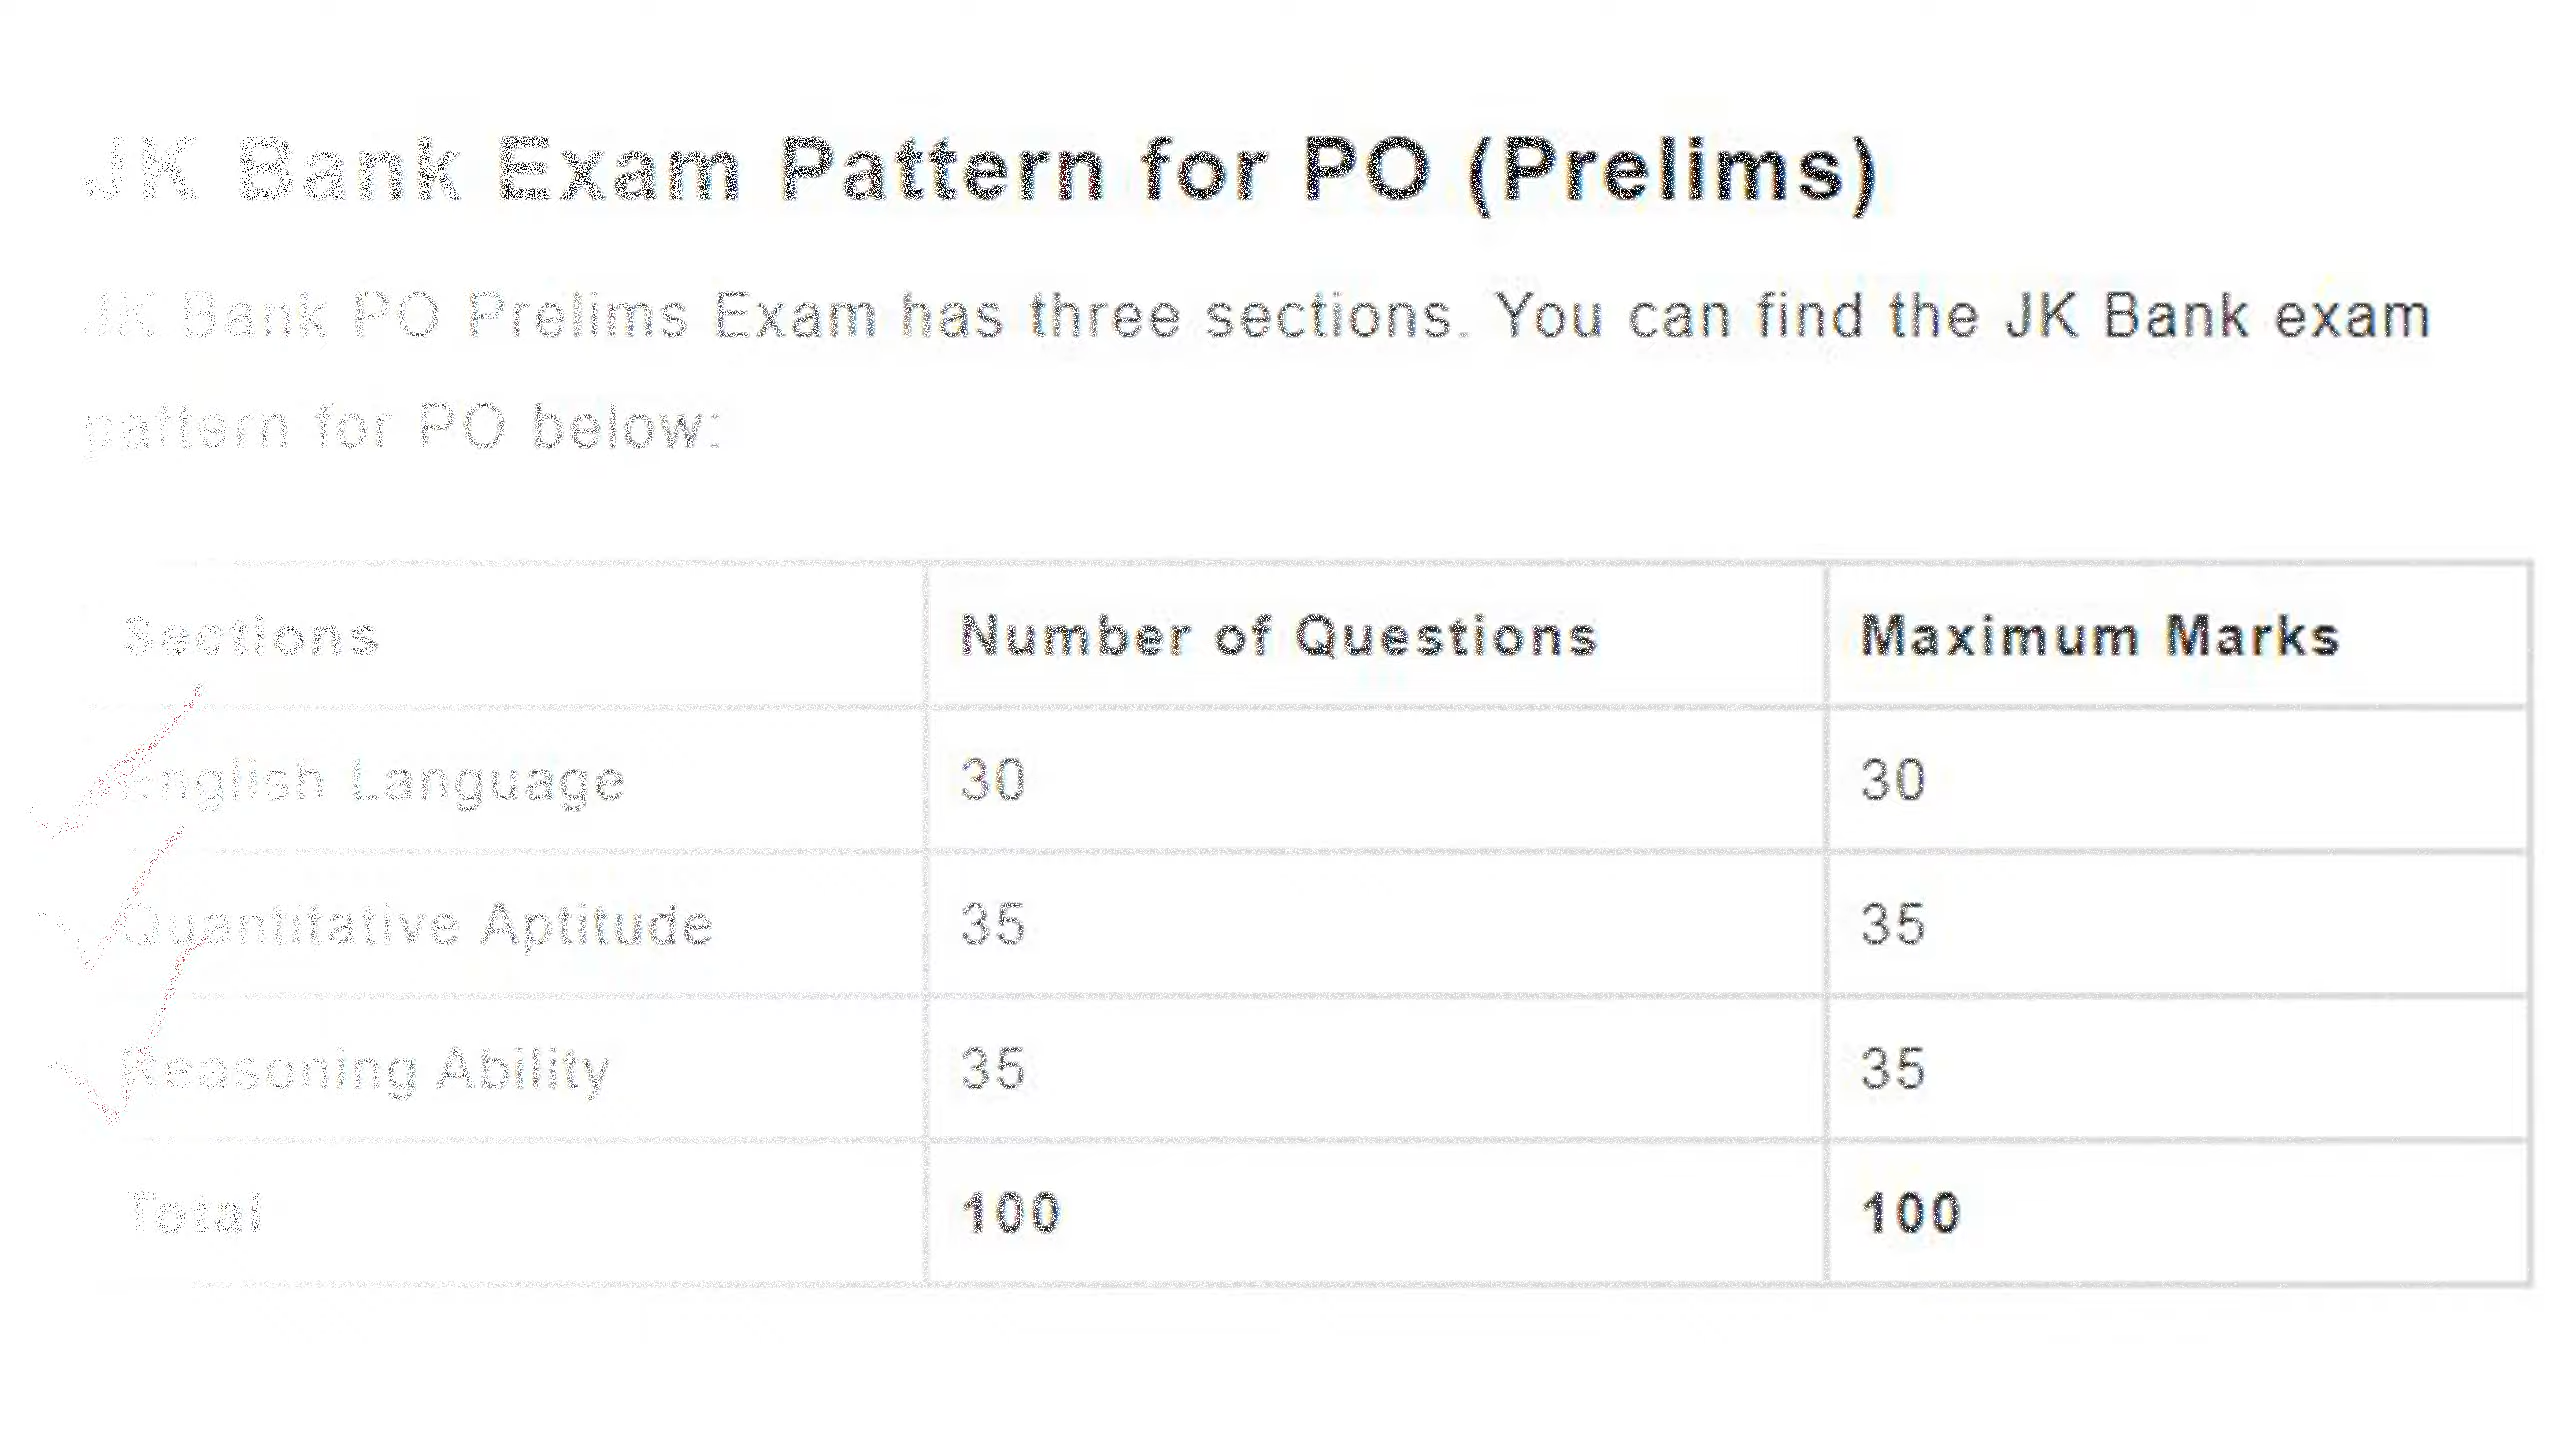 JK Bank Exam Pattern for PO (Prelims)
JK Bank PO Prelims Exam has three sections. You can find the JK Bank exam
pattern for PO below:
Sections Number of Questions Maximum Marks
English Language 30 30
Quantitative Aptitude 35 35
Reasoning Ability 35 35
Total 100 100